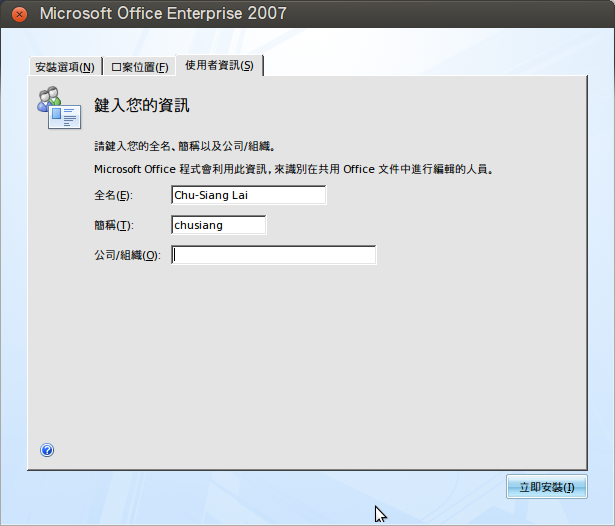 Microsoft Office Enterprise 2007
安裝選項(N) 口案位置(F) 使用者資訊(S)
鍵入您的資訊
請鍵入您的全名、簡稱以及公司/組織。
Microsoft Office 程式會利用此資訊，來識別在共用 Office 文件中進行編輯的人員。
全名(E): Chu-Siang Lai
簡稱(T): chusiang
公司/組織(O):
立即安裝(I)